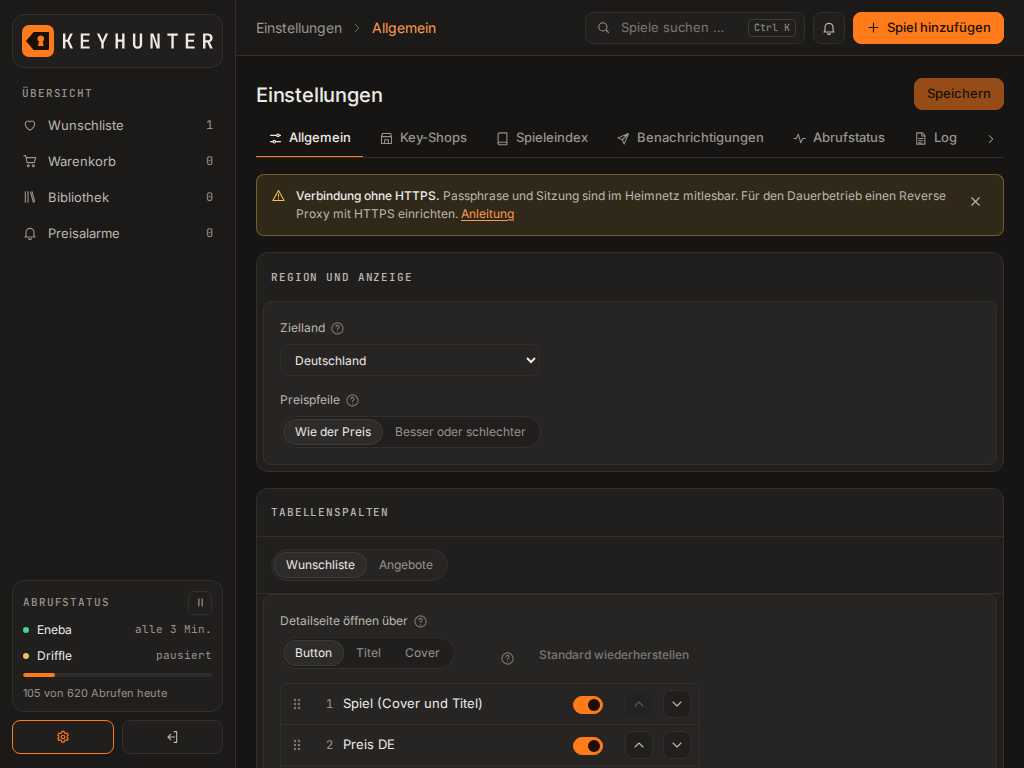 KEYHUNTER
Einstellungen > Allgemein
Spiele suchen ... Ctrl K
Spiel hinzufügen
ÜBERSICHT
Wunschliste 1
Warenkorb 0
Bibliothek 0
Preisalarme 0
Einstellungen
Speichern
Allgemein Key-Shops Spieleindex Benachrichtigungen Abrufstatus Log
Verbindung ohne HTTPS. Passphrase und Sitzung sind im Heimnetz mitlesbar. Für den Dauerbetrieb einen Reverse
Proxy mit HTTPS einrichten. Anleitung
REGION UND ANZEIGE
Zielland
Deutschland
Preispfeile
Wie der Preis Besser oder schlechter
TABELLENSPALTEN
Wunschliste Angebote
Detailseite öffnen über
Button Titel Cover
Standard wiederherstellen
1 Spiel (Cover und Titel)
2 Preis DE
ABRUFSTATUS
Eneba alle 3 Min.
Driffle pausiert
105 von 620 Abrufen heute